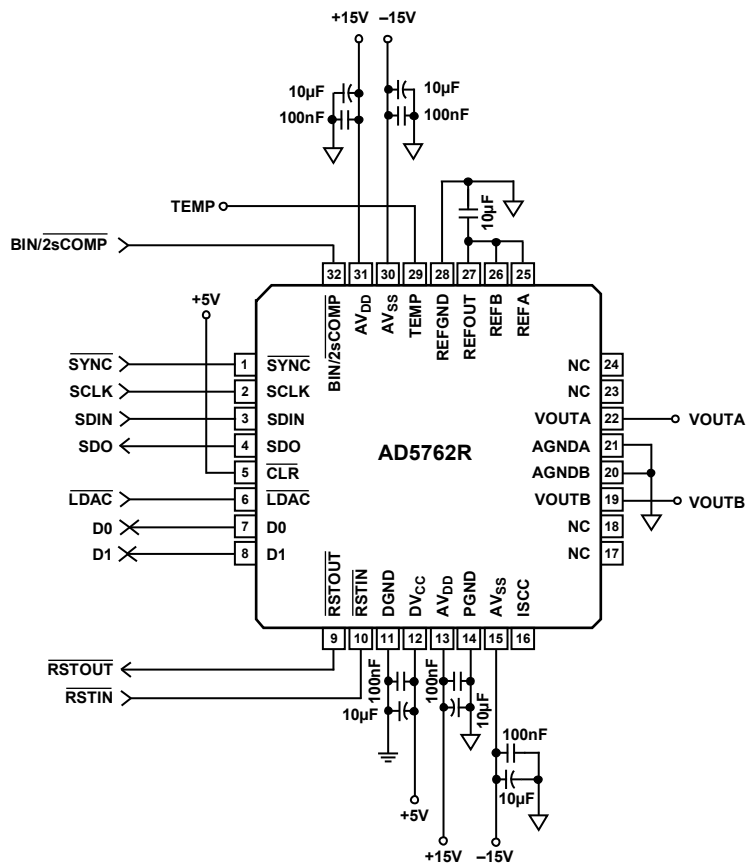 +15V –15V
10µF 10µF
100nF 100nF
TEMP
10µF
BIN/2sCOMP
32 31 30 29 28 27 26 25
BIN/2sCOMP
AVDD
AVSS
TEMP
REFGND
REFOUT
REFB
REFA
+5V
SYNC 1 SYNC
SCLK 2 SCLK
SDIN 3 SDIN
SDO 4 SDO
5 CLR
LDAC 6 LDAC
D0 7 D0
D1 8 D1
AD5762R
NC 24
NC 23
VOUTA 22 VOUTA
AGNDA 21
AGNDB 20
VOUTB 19 VOUTB
NC 18
NC 17
RSTOUT
RSTIN
DGND
DVCC
AVDD
PGND
AVSS
ISCC
9 10 11 12 13 14 15 16
RSTOUT
RSTIN
100nF
10µF
100nF
10µF
100nF
10µF
+5V
+15V –15V